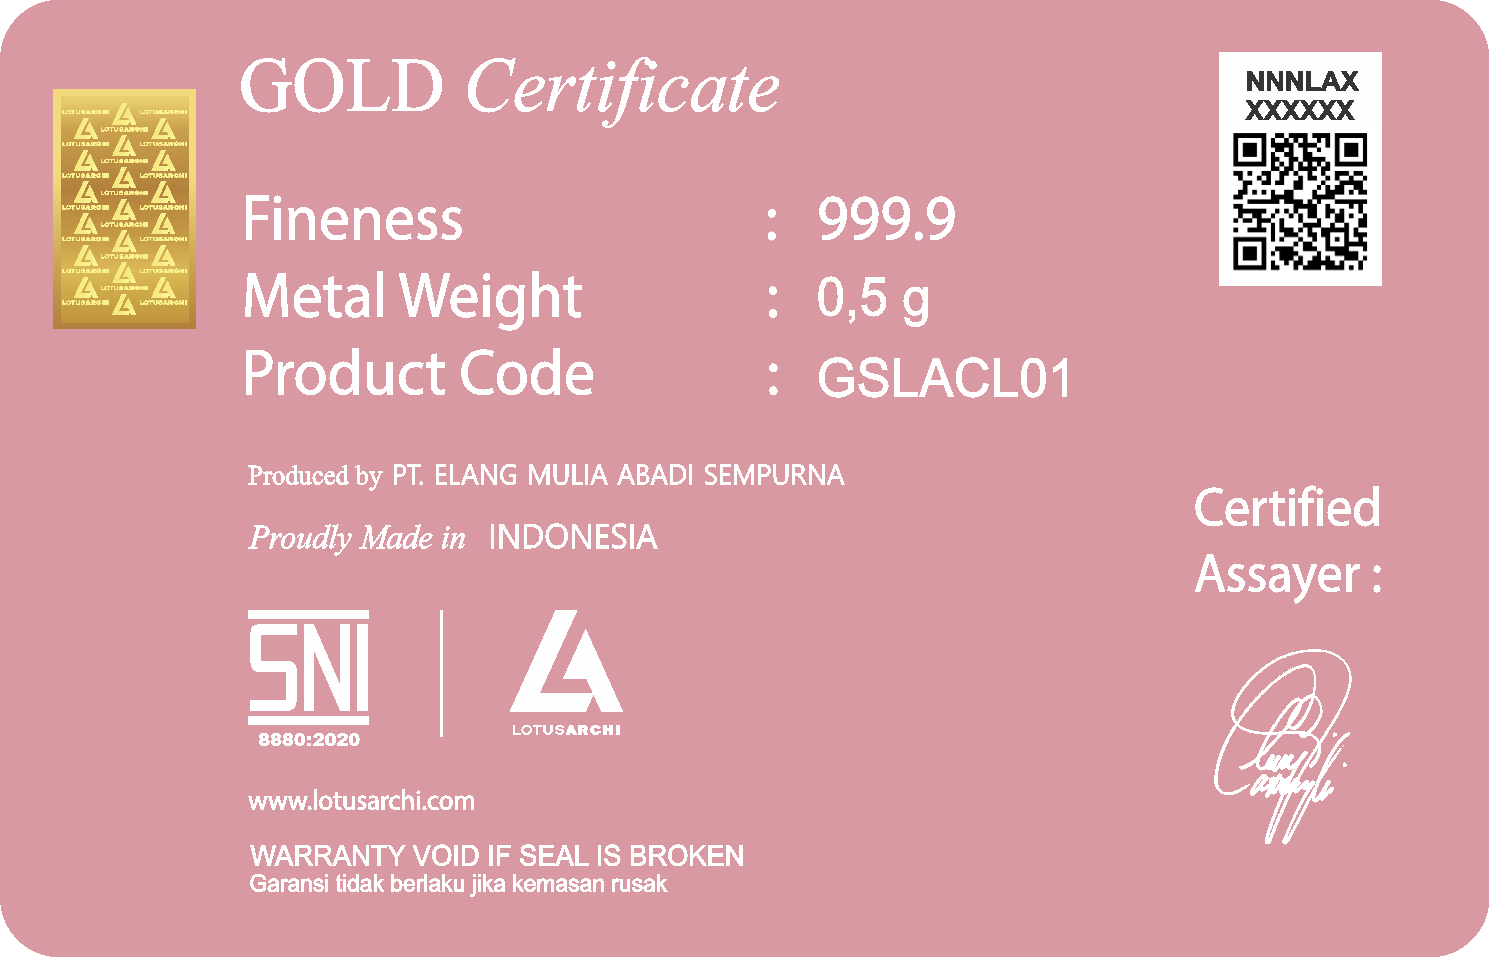 GOLD Certificate
NNNLAX
XXXXXX
Fineness : 999.9
Metal Weight : 0,5 g
Product Code : GSLACL01
Produced by PT. ELANG MULIA ABADI SEMPURNA
Proudly Made in INDONESIA
Certified
Assayer :
SNI
8880:2020
LOTUSARCHI
www.lotusarchi.com
WARRANTY VOID IF SEAL IS BROKEN
Garansi tidak berlaku jika kemasan rusak